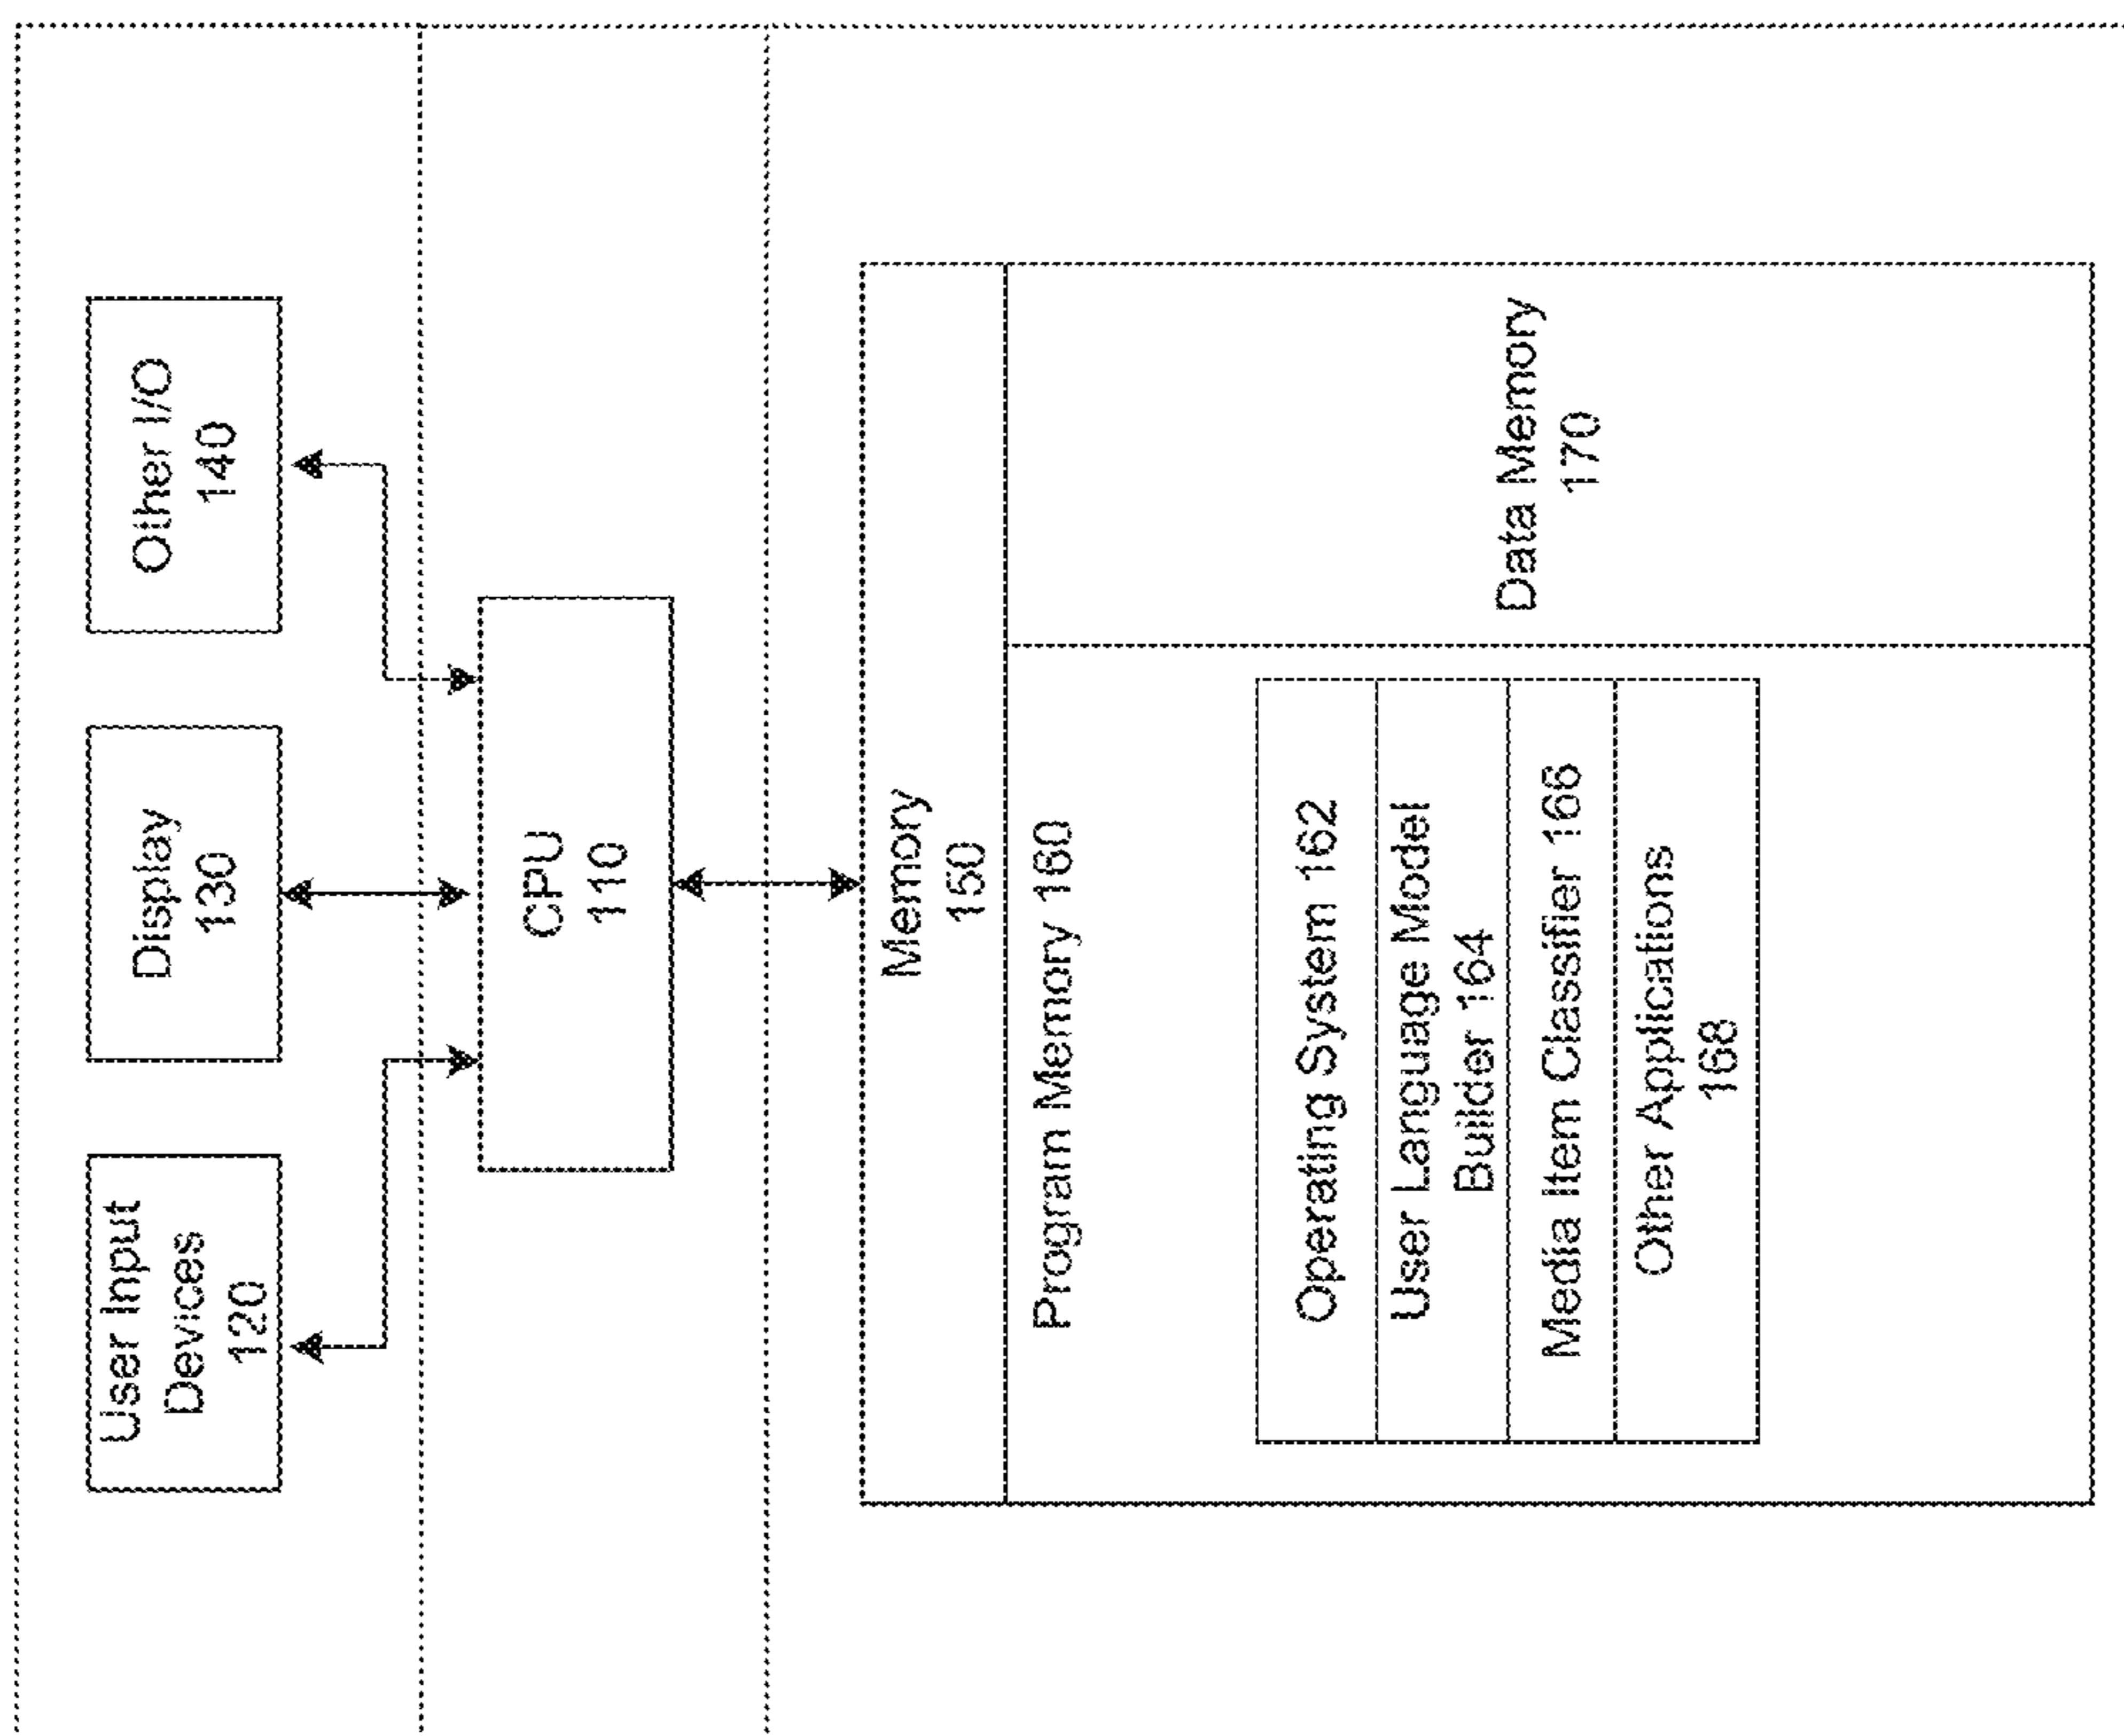 User Input
Devices
120
Display
130
Other I/O
140
CPU
110
Memory
150
Program Memory 160
Operating System 162
User Language Model
Builder 164
Media Item Classifier 166
Other Applications
168
Data Memory
170